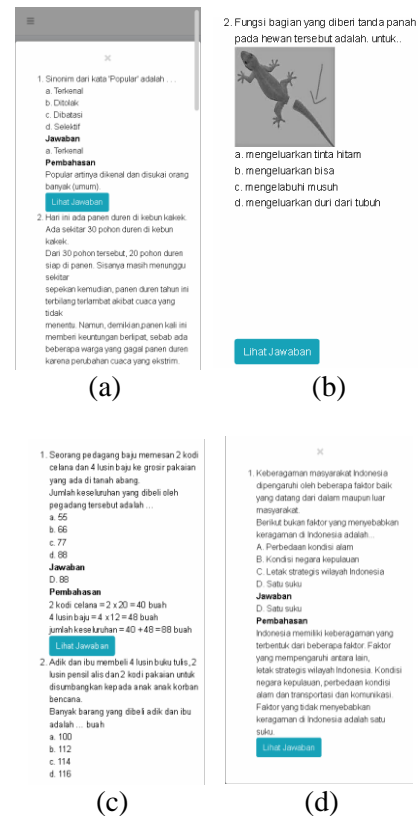 1. Sinonim dari kata 'Popular' adalah . . .
a. Terkenal
b. Ditolak
c. Dibatasi
d. Selektif
Jawaban
a. Terkenal
Pembahasan
Popular artinya dikenal dan disukai orang
banyak (umum).
Lihat Jawaban
2. Hari ini ada panen duren di kebun kakek.
Ada sekitar 30 pohon duren di kebun
kakek.
Dari 30 pohon tersebut, 20 pohon duren
siap di panen. Sisanya masih menunggu
sekitar
sepekan kemudian, panen duren tahun ini
terbilang terlambat akibat cuaca yang
tidak
menentu. Namun, demikian,panen kali ini
memberi keuntungan berlipat, sebab ada
beberapa warga yang gagal panen duren
karena perubahan cuaca yang ekstrim.
(a)
2. Fungsi bagian yang diberi tanda panah
pada hewan tersebut adalah. untuk..
a. mengeluarkan tinta hitam
b. mengeluarkan bisa
c. mengelabuhi musuh
d. mengeluarkan duri dari tubuh
Lihat Jawaban
(b)
1. Seorang pedagang baju memesan 2 kodi
celana dan 4 lusin baju ke grosir pakaian
yang ada di tanah abang.
Jumlah keseluruhan yang dibeli oleh
pegadang tersebut adalah ...
a. 55
b. 66
c. 77
d. 88
Jawaban
D. 88
Pembahasan
2 kodi celana = 2 x 20 = 40 buah
4 lusin baju = 4 x 12 = 48 buah
jumlah keseluruhan = 40 + 48 = 88 buah
Lihat Jawaban
2. Adik dan ibu membeli 4 lusin buku tulis, 2
lusin pensil alis dan 2 kodi pakaian untuk
disumbangkan kepada anak anak korban
bencana.
Banyak barang yang dibeli adik dan ibu
adalah ... buah
a. 100
b. 112
c. 114
d. 116
(c)
1. Keberagaman masyarakat Indonesia
dipengaruhi oleh beberapa faktor baik
yang datang dari dalam maupun luar
masyarakat.
Berikut bukan faktor yang menyebabkan
keragaman di Indonesia adalah...
A. Perbedaan kondisi alam
B. Kondisi negara kepulauan
C. Letak strategis wilayah Indonesia
D. Satu suku
Jawaban
D. Satu suku
Pembahasan
Indonesia memiliki keberagaman yang
terbentuk dari beberapa faktor. Faktor
yang mempengaruhi antara lain,
letak strategis wilayah Indonesia. Kondisi
negara kepulauan, perbedaan kondisi
alam dan transportasi dan komunikasi.
Faktor yang tidak menyebabkan
keragaman di Indonesia adalah satu
suku.
Lihat Jawaban
(d)